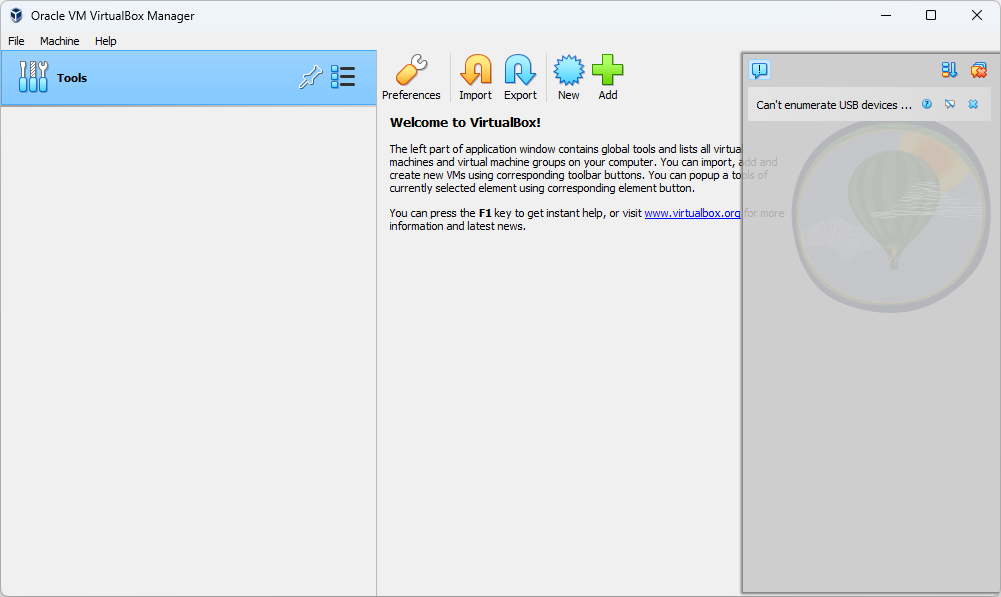 Oracle VM VirtualBox Manager
File Machine Help
Tools
Preferences Import Export New Add
Can't enumerate USB devices ...
Welcome to VirtualBox!
The left part of application window contains global tools and lists all virtual
machines and virtual machine groups on your computer. You can import, add and
create new VMs using corresponding toolbar buttons. You can popup a tools of
currently selected element using corresponding element button.
You can press the F1 key to get instant help, or visit www.virtualbox.org for more
information and latest news.